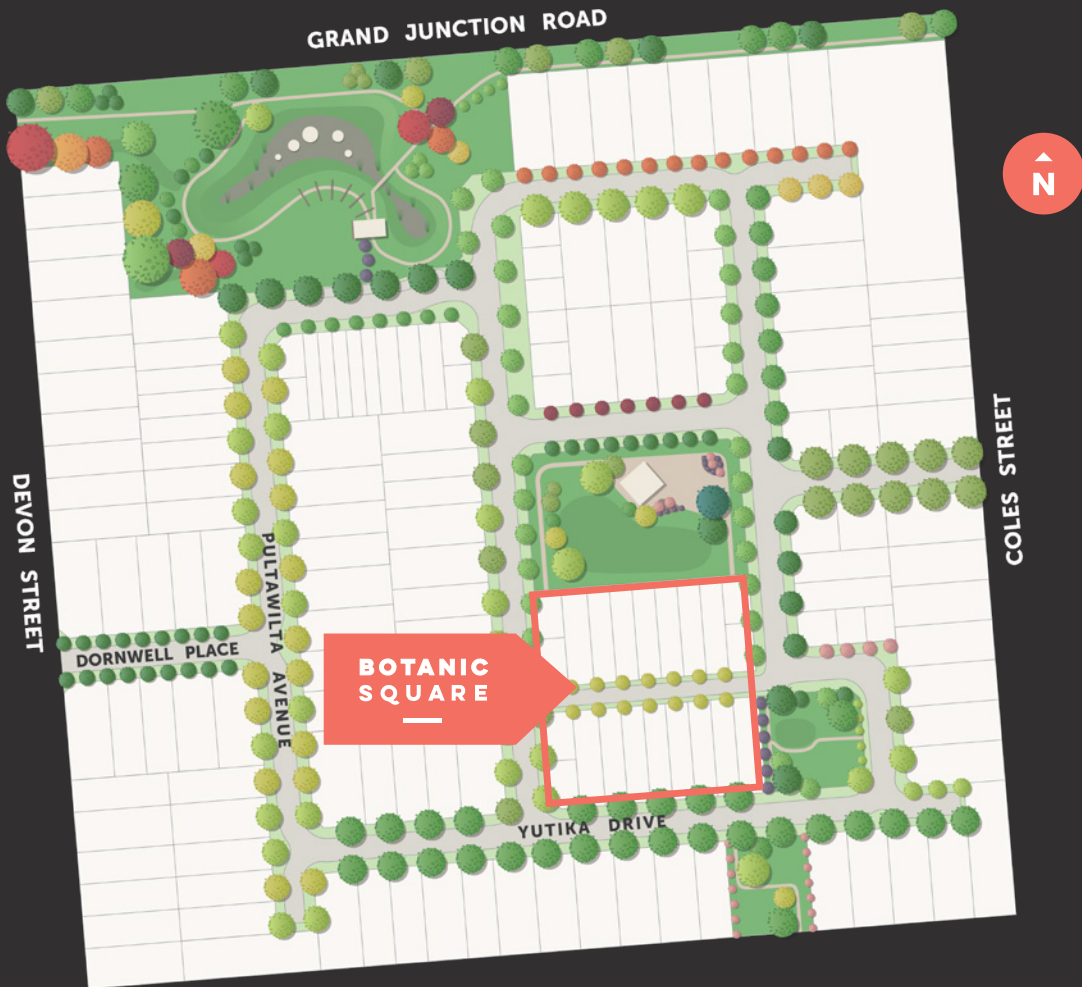 GRAND JUNCTION ROAD
N
COLES STREET
DEVON STREET
PULTAWILTA AVENUE
DORNWELL PLACE
BOTANIC
SQUARE
YUTIKA DRIVE